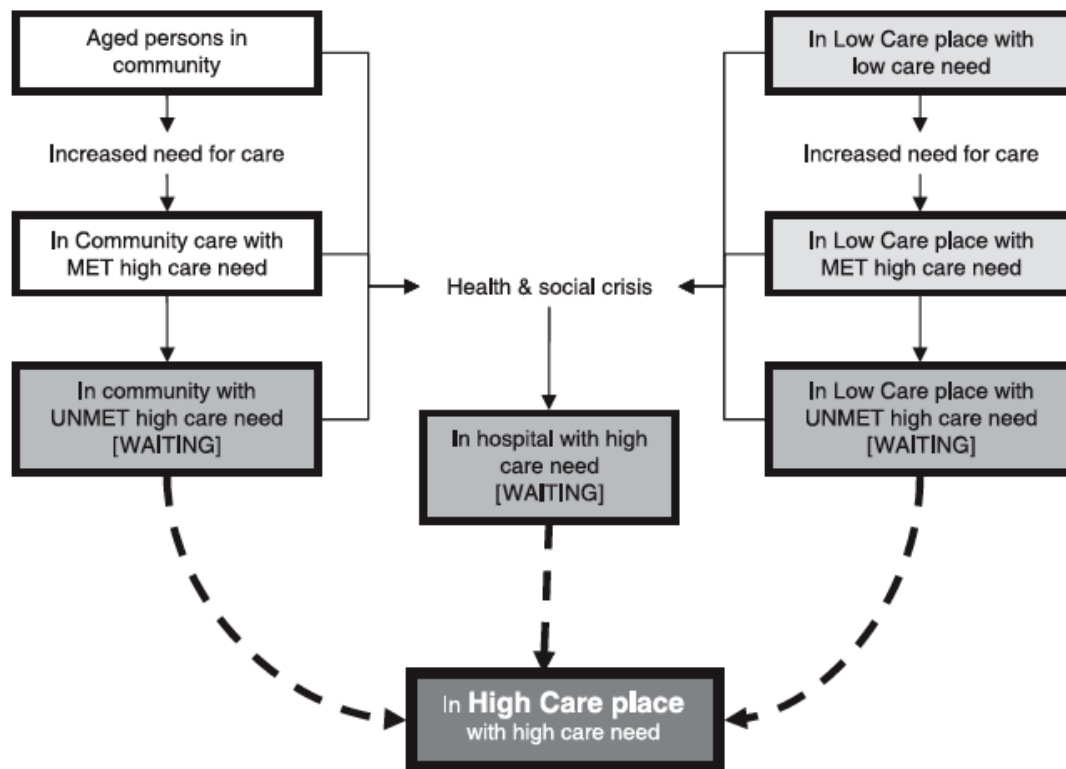 Aged persons in
community
Increased need for care
In Community care with
MET high care need
In community with
UNMET high care need
[WAITING]
Health & social crisis
In hospital with high
care need
[WAITING]
In Low Care place with
low care need
Increased need for care
In Low Care place with
MET high care need
In Low Care place with
UNMET high care need
[WAITING]
In High Care place
with high care need